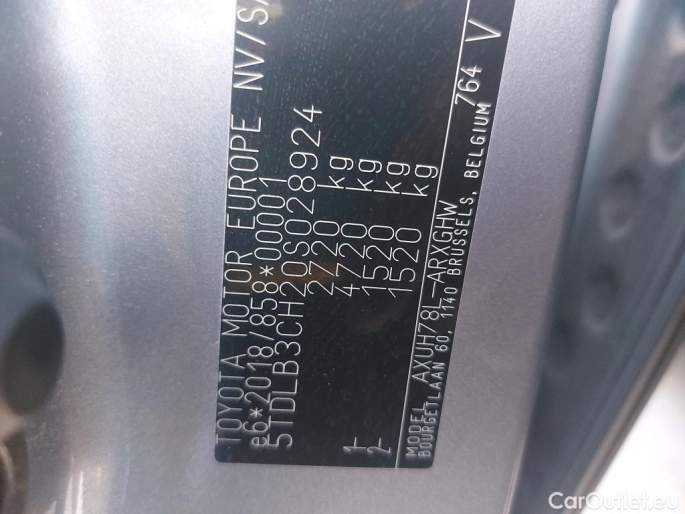 TOYOTA MOTOR EUROPE NV/SA
e6*2018/858*00001
5TDLB3CH20S028924
2720 kg
4720 kg
1- 1520 kg
2- 1520 kg
MODEL AXUH78L-ARXGHW 764 V
BOURGETLAAN 60, 1140 BRUSSELS, BELGIUM
CarOutlet.eu